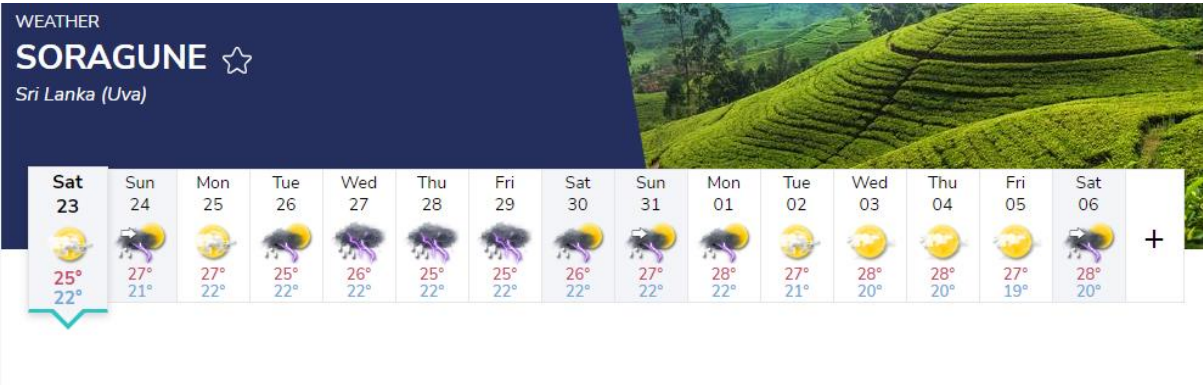 WEATHER
SORAGUNE
Sri Lanka (Uva)
Sat Sun Mon Tue Wed Thu Fri Sat Sun Mon Tue Wed Thu Fri Sat
23 24 25 26 27 28 29 30 31 01 02 03 04 05 06
+
25° 27° 27° 25° 26° 25° 25° 26° 27° 28° 27° 28° 28° 27° 28°
22° 21° 22° 22° 22° 22° 22° 22° 22° 22° 21° 20° 20° 19° 20°